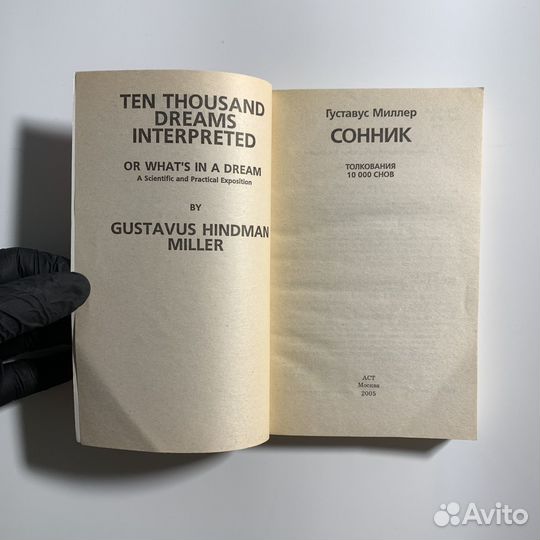 TEN THOUSAND
DREAMS
INTERPRETED
OR WHAT'S IN A DREAM
A Scientific and Practical Exposition
BY
GUSTAVUS HINDMAN
MILLER
Густавус Миллер
СОННИК
ТОЛКОВАНИЯ
10 000 СНОВ
АСТ
Москва
2005
Avito